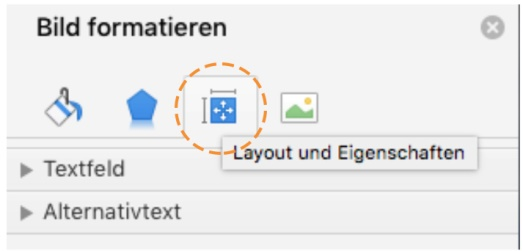 Bild formatieren
Layout und Eigenschaften
Textfeld
Alternativtext